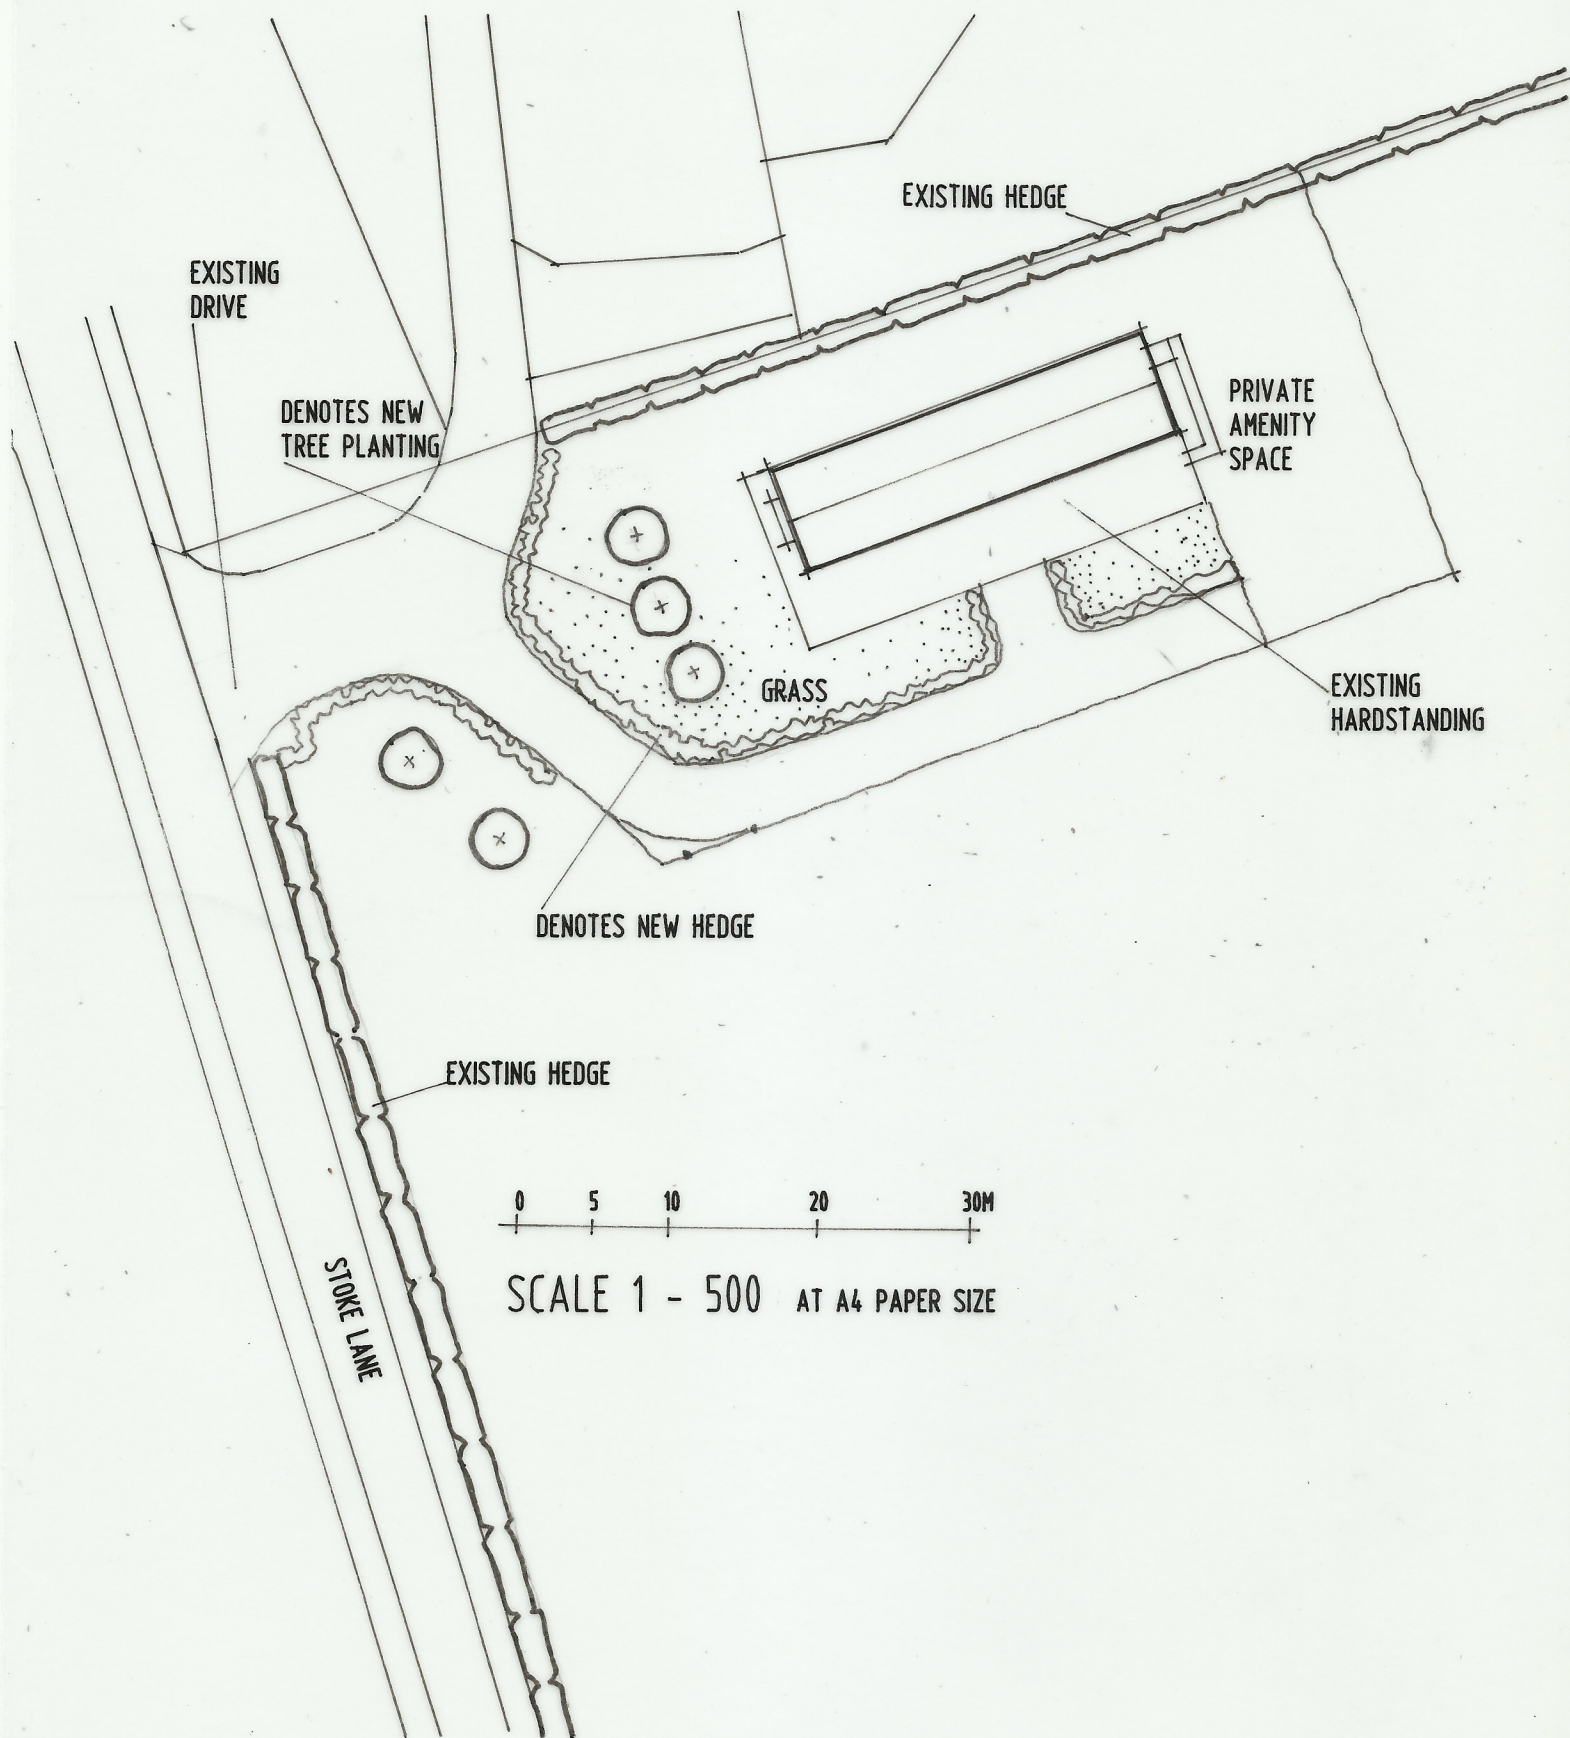 EXISTING HEDGE
EXISTING
DRIVE
DENOTES NEW
TREE PLANTING
PRIVATE
AMENITY
SPACE
GRASS
EXISTING
HARDSTANDING
DENOTES NEW HEDGE
EXISTING HEDGE
0 5 10 20 30M
SCALE 1 - 500 AT A4 PAPER SIZE
STOKE LANE